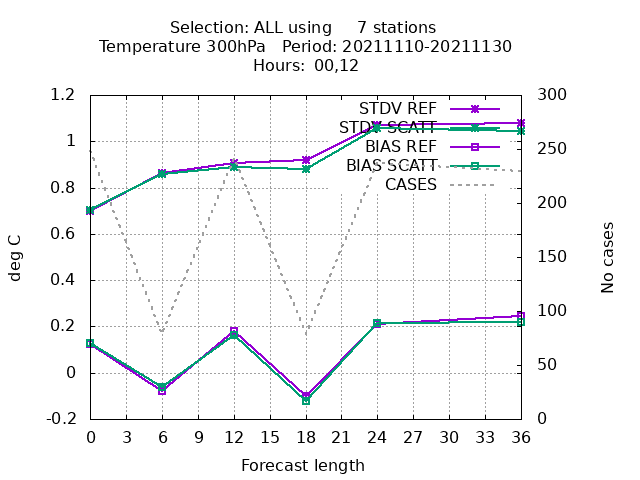 Selection: ALL using     7 stations
Temperature 300hPa   Period: 20211110-20211130
Hours:  00,12
1.2
1
0.8
0.6
0.4
0.2
0
-0.2
deg C
300
250
200
150
100
50
0
No cases
STDV REF
STDV SCATT
BIAS REF
BIAS SCATT
CASES
0 3 6 9 12 15 18 21 24 27 30 33 36
Forecast length